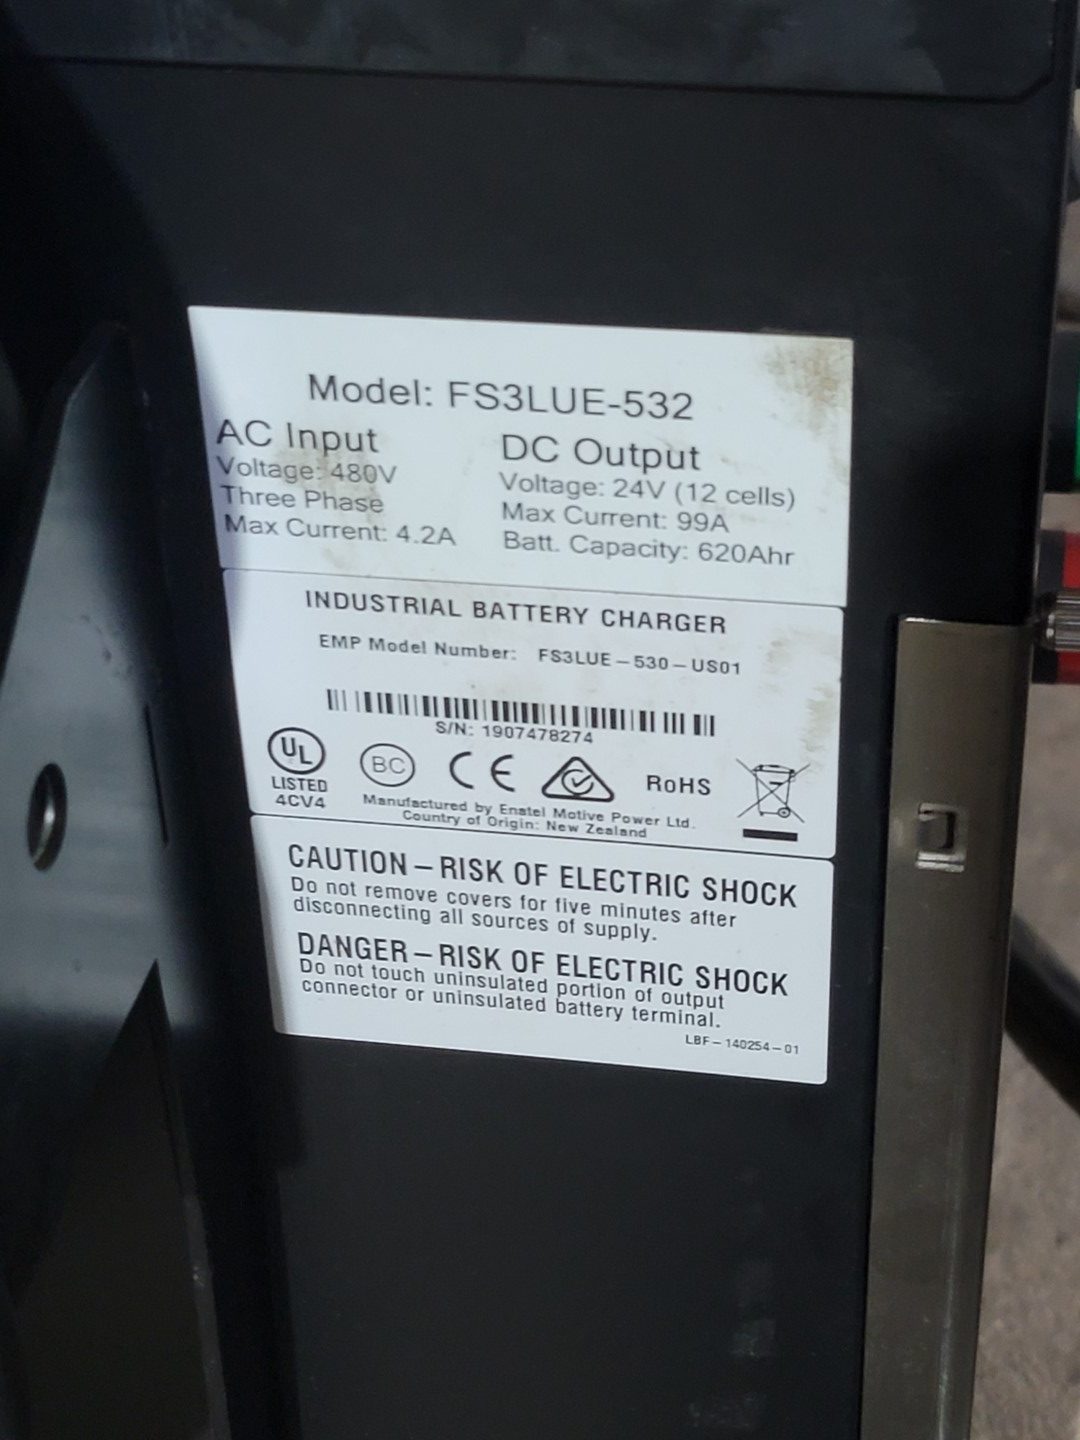 Model: FS3LUE-532
AC Input
Voltage: 480V
Three Phase
Max Current: 4.2A
DC Output
Voltage: 24V (12 cells)
Max Current: 99A
Batt. Capacity: 620Ahr
INDUSTRIAL BATTERY CHARGER
EMP Model Number: FS3LUE-530-US01
S/N: 1907478274
UL
LISTED
4CV4
BC
CE
RoHS
Manufactured by Enatel Motive Power Ltd.
Country of Origin: New Zealand
CAUTION – RISK OF ELECTRIC SHOCK
Do not remove covers for five minutes after
disconnecting all sources of supply.
DANGER – RISK OF ELECTRIC SHOCK
Do not touch uninsulated portion of output
connector or uninsulated battery terminal.
LBF-140254-01